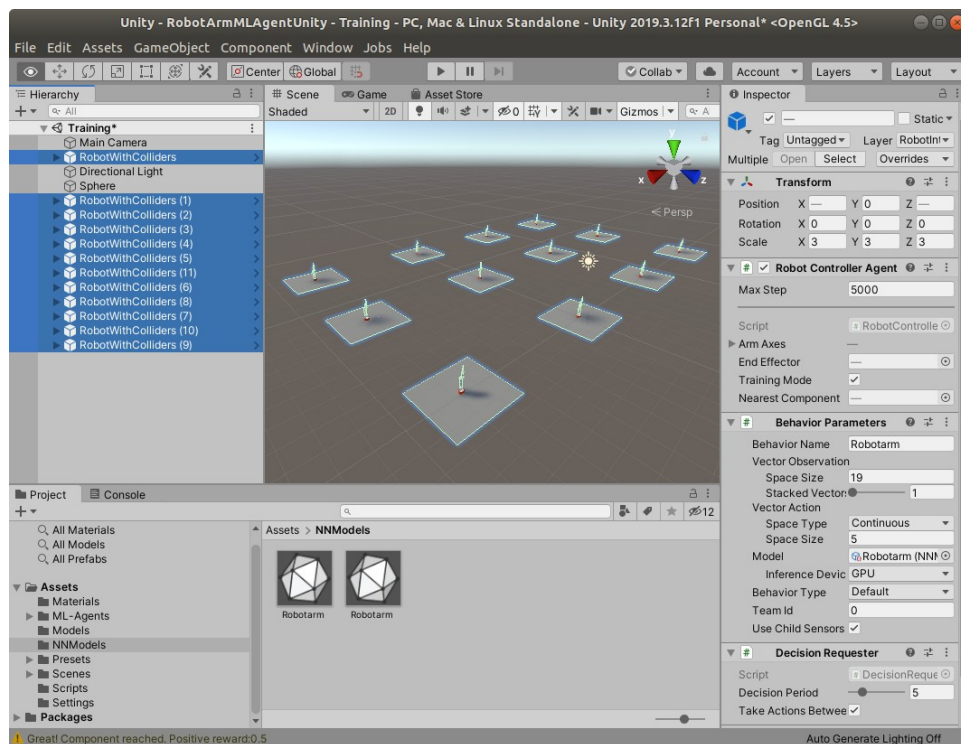 Unity - RobotArmMLAgentUnity - Training - PC, Mac & Linux Standalone - Unity 2019.3.12f1 Personal* <OpenGL 4.5>
File Edit Assets GameObject Component Window Jobs Help
Center Global Collab Account Layers Layout
Hierarchy
All
Training*
Main Camera
RobotWithColliders
Directional Light
Sphere
RobotWithColliders (1)
RobotWithColliders (2)
RobotWithColliders (3)
RobotWithColliders (4)
RobotWithColliders (5)
RobotWithColliders (11)
RobotWithColliders (6)
RobotWithColliders (8)
RobotWithColliders (7)
RobotWithColliders (10)
RobotWithColliders (9)
Scene Game Asset Store
Shaded 2D 0 Gizmos A
y
x z
Persp
Inspector
— Static
Tag Untagged Layer RobotInt
Multiple Open Select Overrides
Transform
Position X — Y 0 Z —
Rotation X 0 Y 0 Z 0
Scale X 3 Y 3 Z 3
# Robot Controller Agent
Max Step 5000
Script # RobotControlle
Arm Axes —
End Effector —
Training Mode
Nearest Component —
# Behavior Parameters
Behavior Name Robotarm
Vector Observation
Space Size 19
Stacked Vector 1
Vector Action
Space Type Continuous
Space Size 5
Model Robotarm (NNM
Inference Devic GPU
Behavior Type Default
Team Id 0
Use Child Sensors
# Decision Requester
Script # DecisionReque
Decision Period 5
Take Actions Betwee
Project Console
12
All Materials
All Models
All Prefabs
Assets
Materials
ML-Agents
Models
NNModels
Presets
Scenes
Scripts
Settings
Packages
Assets > NNModels
Robotarm Robotarm
Great! Component reached. Positive reward:0.5
Auto Generate Lighting Off